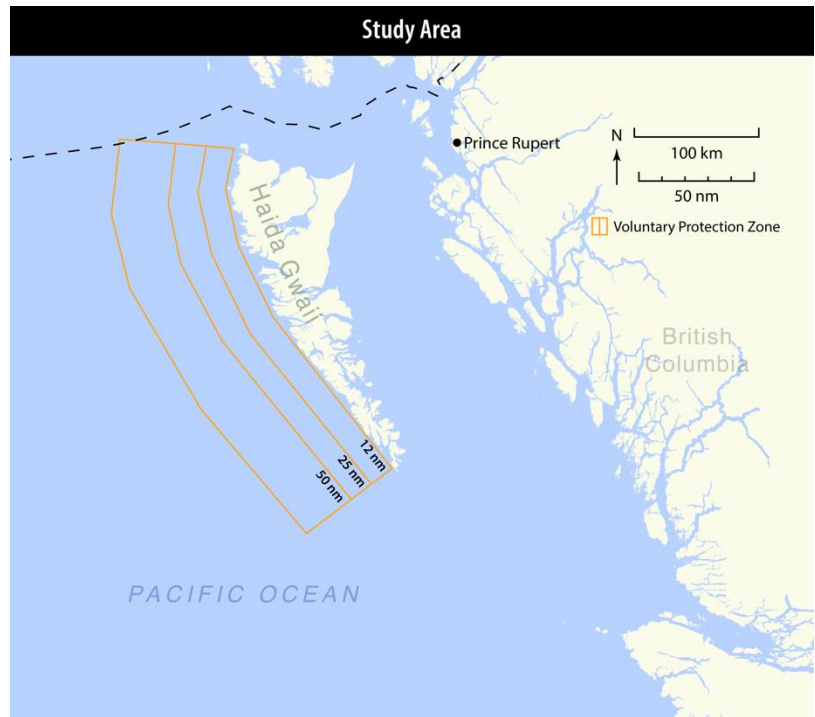 Study Area
Prince Rupert
N
100 km
50 nm
Voluntary Protection Zone
Haida Gwaii
British
Columbia
12 nm
25 nm
50 nm
PACIFIC OCEAN